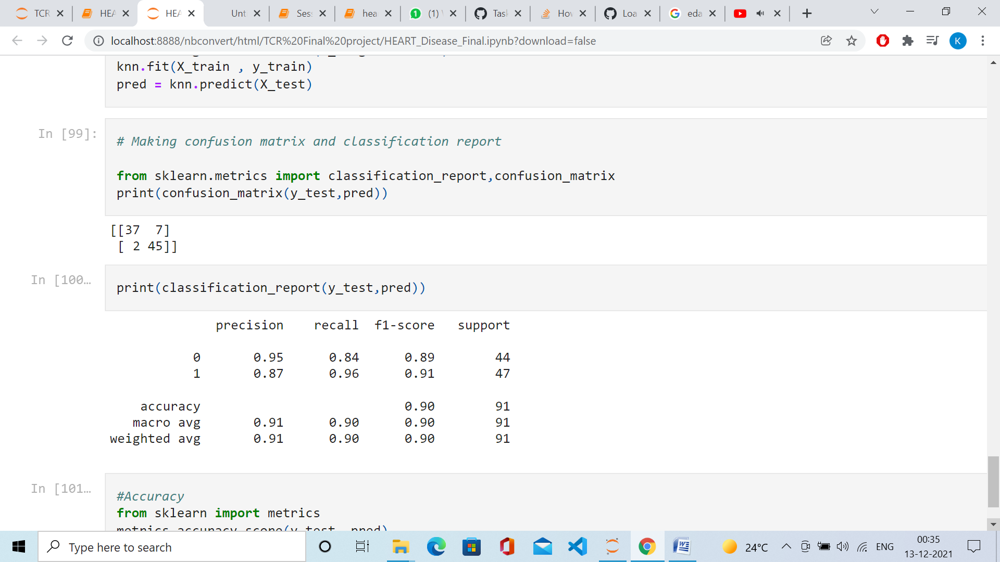 TCR HEA HEA Unt Ses hea (1) Tas How Loa eda
localhost:8888/nbconvert/html/TCR%20Final%20project/HEART_Disease_Final.ipynb?download=false
K
knn.fit(X_train , y_train)
pred = knn.predict(X_test)
In [99]:
# Making confusion matrix and classification report
from sklearn.metrics import classification_report,confusion_matrix
print(confusion_matrix(y_test,pred))
[[37  7]
 [ 2 45]]
In [100…
print(classification_report(y_test,pred))
precision recall f1-score support
0 0.95 0.84 0.89 44
1 0.87 0.96 0.91 47
accuracy 0.90 91
macro avg 0.91 0.90 0.90 91
weighted avg 0.91 0.90 0.90 91
In [101…
#Accuracy
from sklearn import metrics
metrics.accuracy_score(y_test, pred)
Type here to search
24°C ENG
00:35
13-12-2021